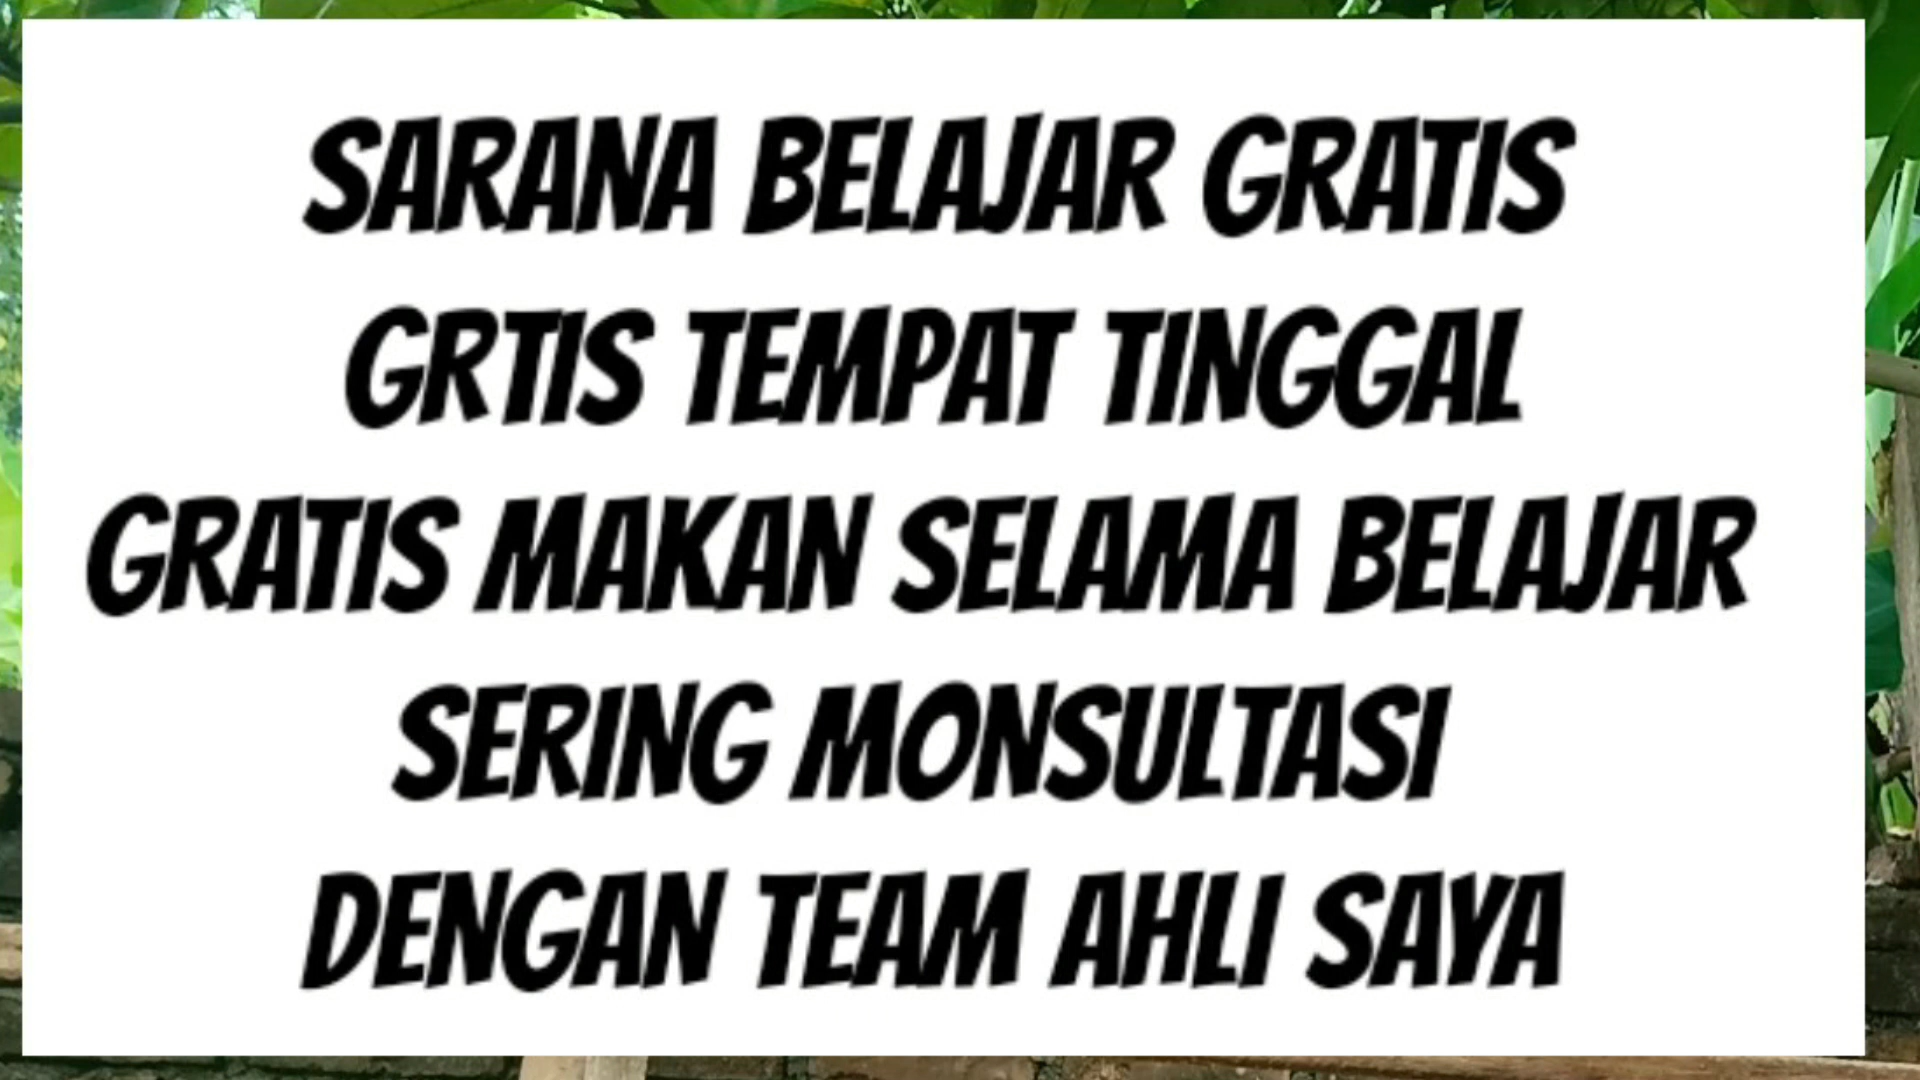 SARANA BELAJAR GRATIS
GRTIS TEMPAT TINGGAL
GRATIS MAKAN SELAMA BELAJAR
SERING MONSULTASI
DENGAN TEAM AHLI SAYA